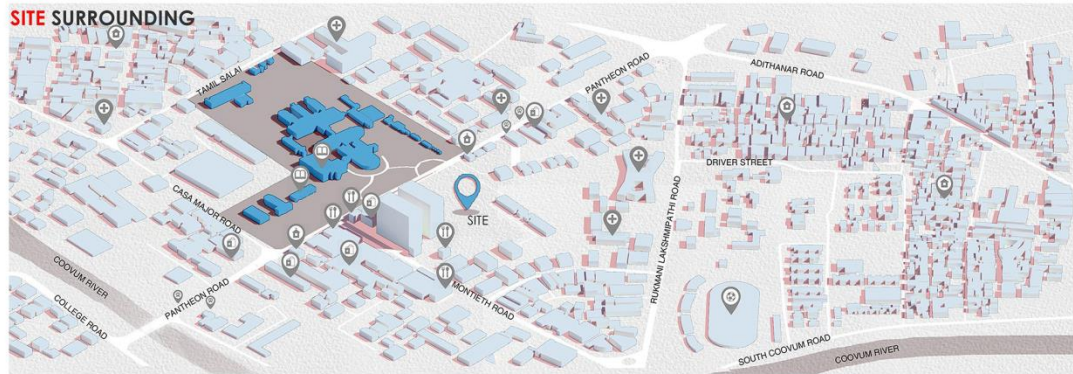 SITE SURROUNDING
TAMIL SALAI
PANTHEON ROAD
ADITHANAR ROAD
DRIVER STREET
CASA MAJOR ROAD
SITE
RUKMANI LAKSHMIPATHI ROAD
COOVUM RIVER
COLLEGE ROAD
PANTHEON ROAD
MONTIETH ROAD
SOUTH COOVUM ROAD
COOVUM RIVER